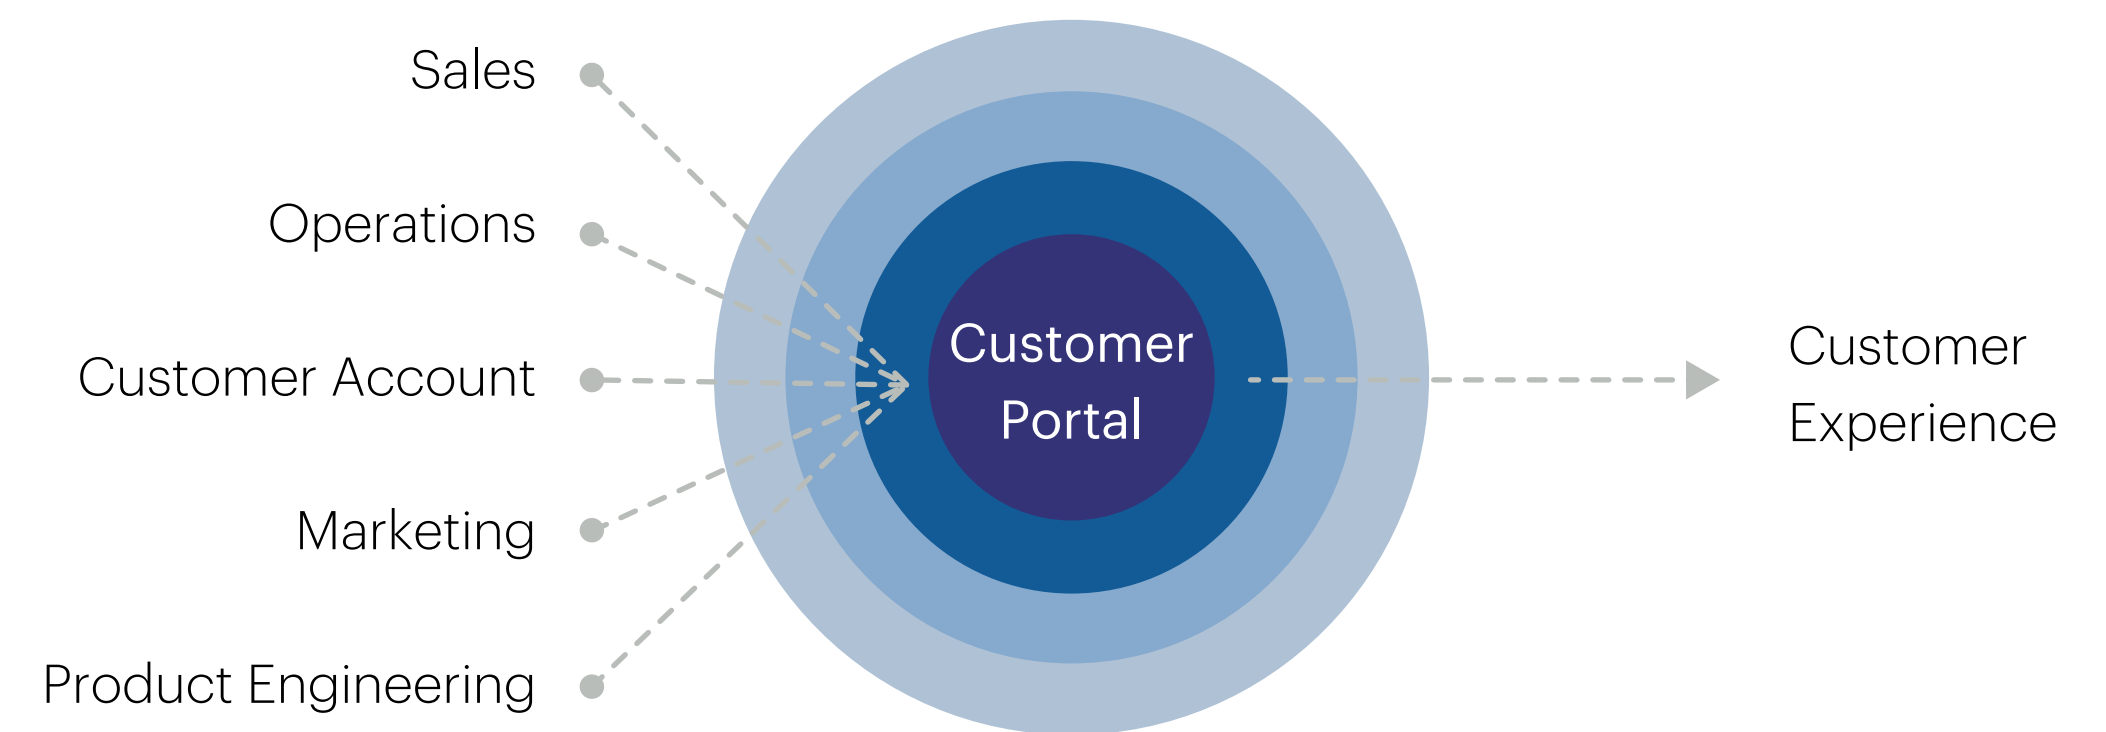 Sales
Operations
Customer Account
Marketing
Product Engineering
Customer
Portal
Customer
Experience